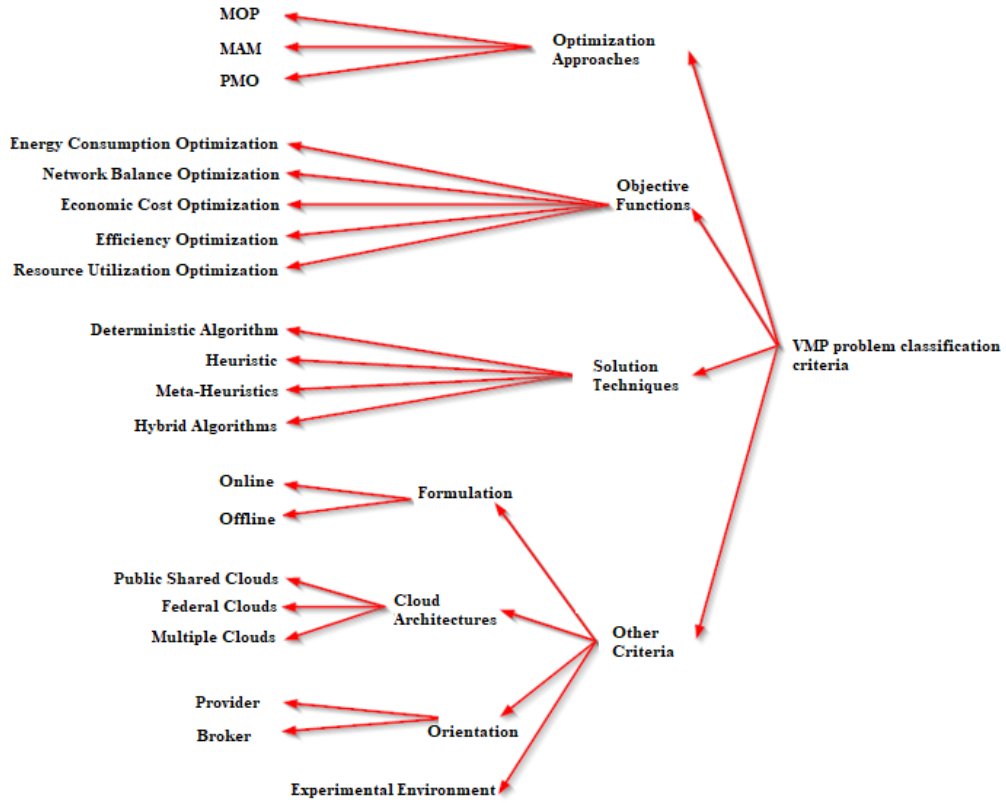 MOP
MAM
PMO
Optimization
Approaches
Energy Consumption Optimization
Network Balance Optimization
Economic Cost Optimization
Efficiency Optimization
Resource Utilization Optimization
Objective
Functions
Deterministic Algorithm
Heuristic
Meta-Heuristics
Hybrid Algorithms
Solution
Techniques
VMP problem classification
criteria
Online
Offline
Formulation
Public Shared Clouds
Federal Clouds
Multiple Clouds
Cloud
Architectures
Other
Criteria
Provider
Broker
Orientation
Experimental Environment